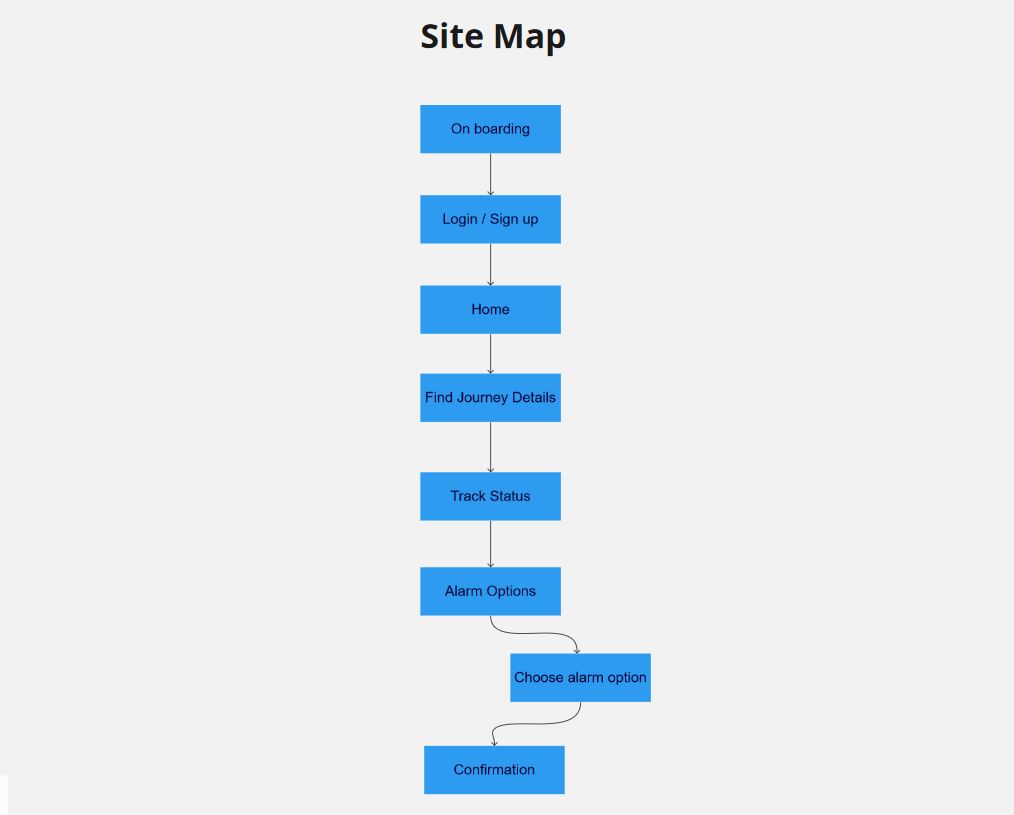 Site Map
On boarding
Login / Sign up
Home
Find Journey Details
Track Status
Alarm Options
Choose alarm option
Confirmation